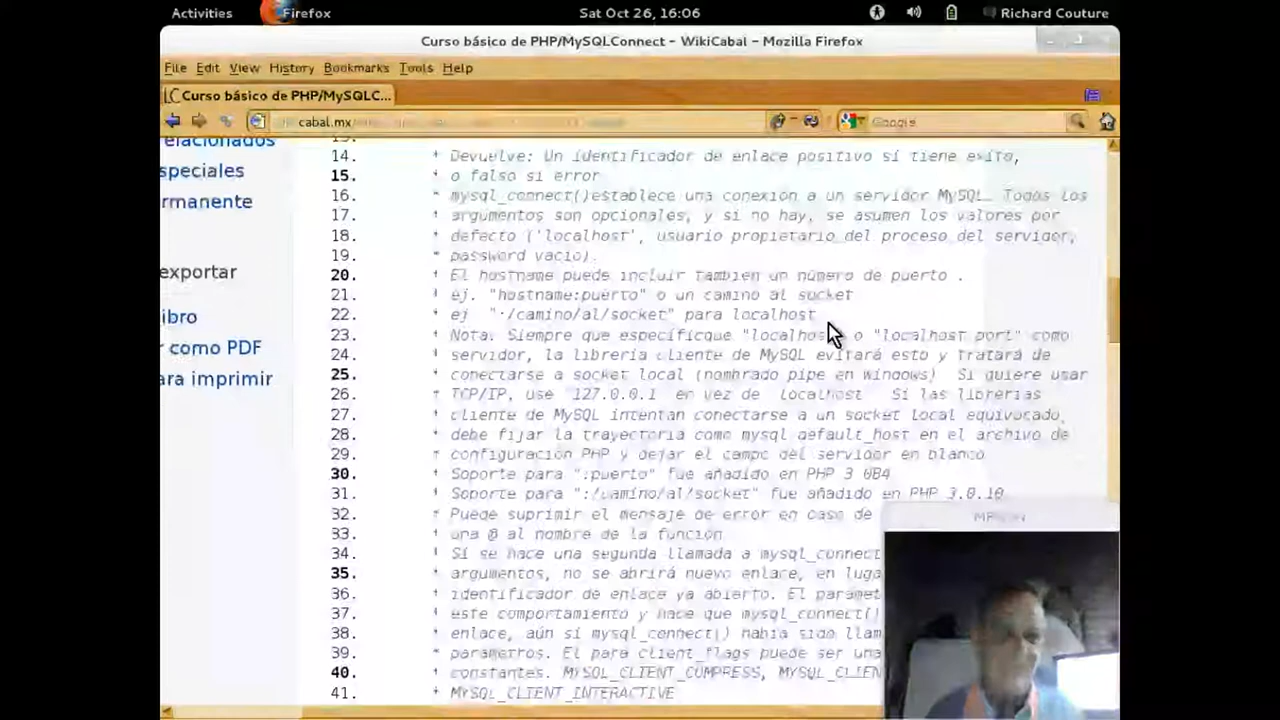 Activities Firefox Sat Oct 26, 16:06 Richard Couture
Curso básico de PHP/MySQLConnect - WikiCabal - Mozilla Firefox
File Edit View History Bookmarks Tools Help
Curso básico de PHP/MySQLC...
cabal.mx Google
elacionados
speciales
rmanente
exportar
ibro
r como PDF
ara imprimir
14. * Devuelve: Un identificador de enlace positivo si tiene exito,
15. * o falso si error
16. * mysql_connect()establece una conexión a un servidor MySQL. Todos los
17. * argumentos son opcionales, y si no hay, se asumen los valores por
18. * defecto ('localhost', usuario propietario del proceso del servidor,
19. * password vacío).
20. * El hostname puede incluir también un número de puerto .
21. * ej. "hostname:puerto" o un camino al socket
22. * ej ":/camino/al/socket" para localhost
23. * Nota: Siempre que especificque "localhost" o "localhost port" como
24. * servidor, la librería cliente de MySQL evitará esto y tratará de
25. * conectarse a socket local (nombrado pipe en Windows) Si quiere usar
26. * TCP/IP, use 127.0.0.1 en vez de localhost Si las librerías
27. * cliente de MySQL intentan conectarse a un socket local equivocado,
28. * debe fijar la trayectoria como mysql default_host en el archivo de
29. * configuración PHP y dejar el campo del servidor en blanco
30. * Soporte para ":puerto" fue añadido en PHP 3 0B4
31. * Soporte para ":/camino/al/socket" fue añadido en PHP 3.0.10
32. * Puede suprimir el mensaje de error en caso de
33. * una @ al nombre de la función
34. * Si se hace una segunda llamada a mysql_connect
35. * argumentos, no se abrirá nuevo enlace, en luga
36. * identificador de enlace ya abierto. El paramet
37. * este comportamiento y hace que mysql_connect()
38. * enlace, aún si mysql_connect() había sido llam
39. * parámetros. El para client_flags puede ser una
40. * constantes. MYSQL_CLIENT_COMPRESS, MYSQL_CLIEN
41. * MYSQL_CLIENT_INTERACTIVE